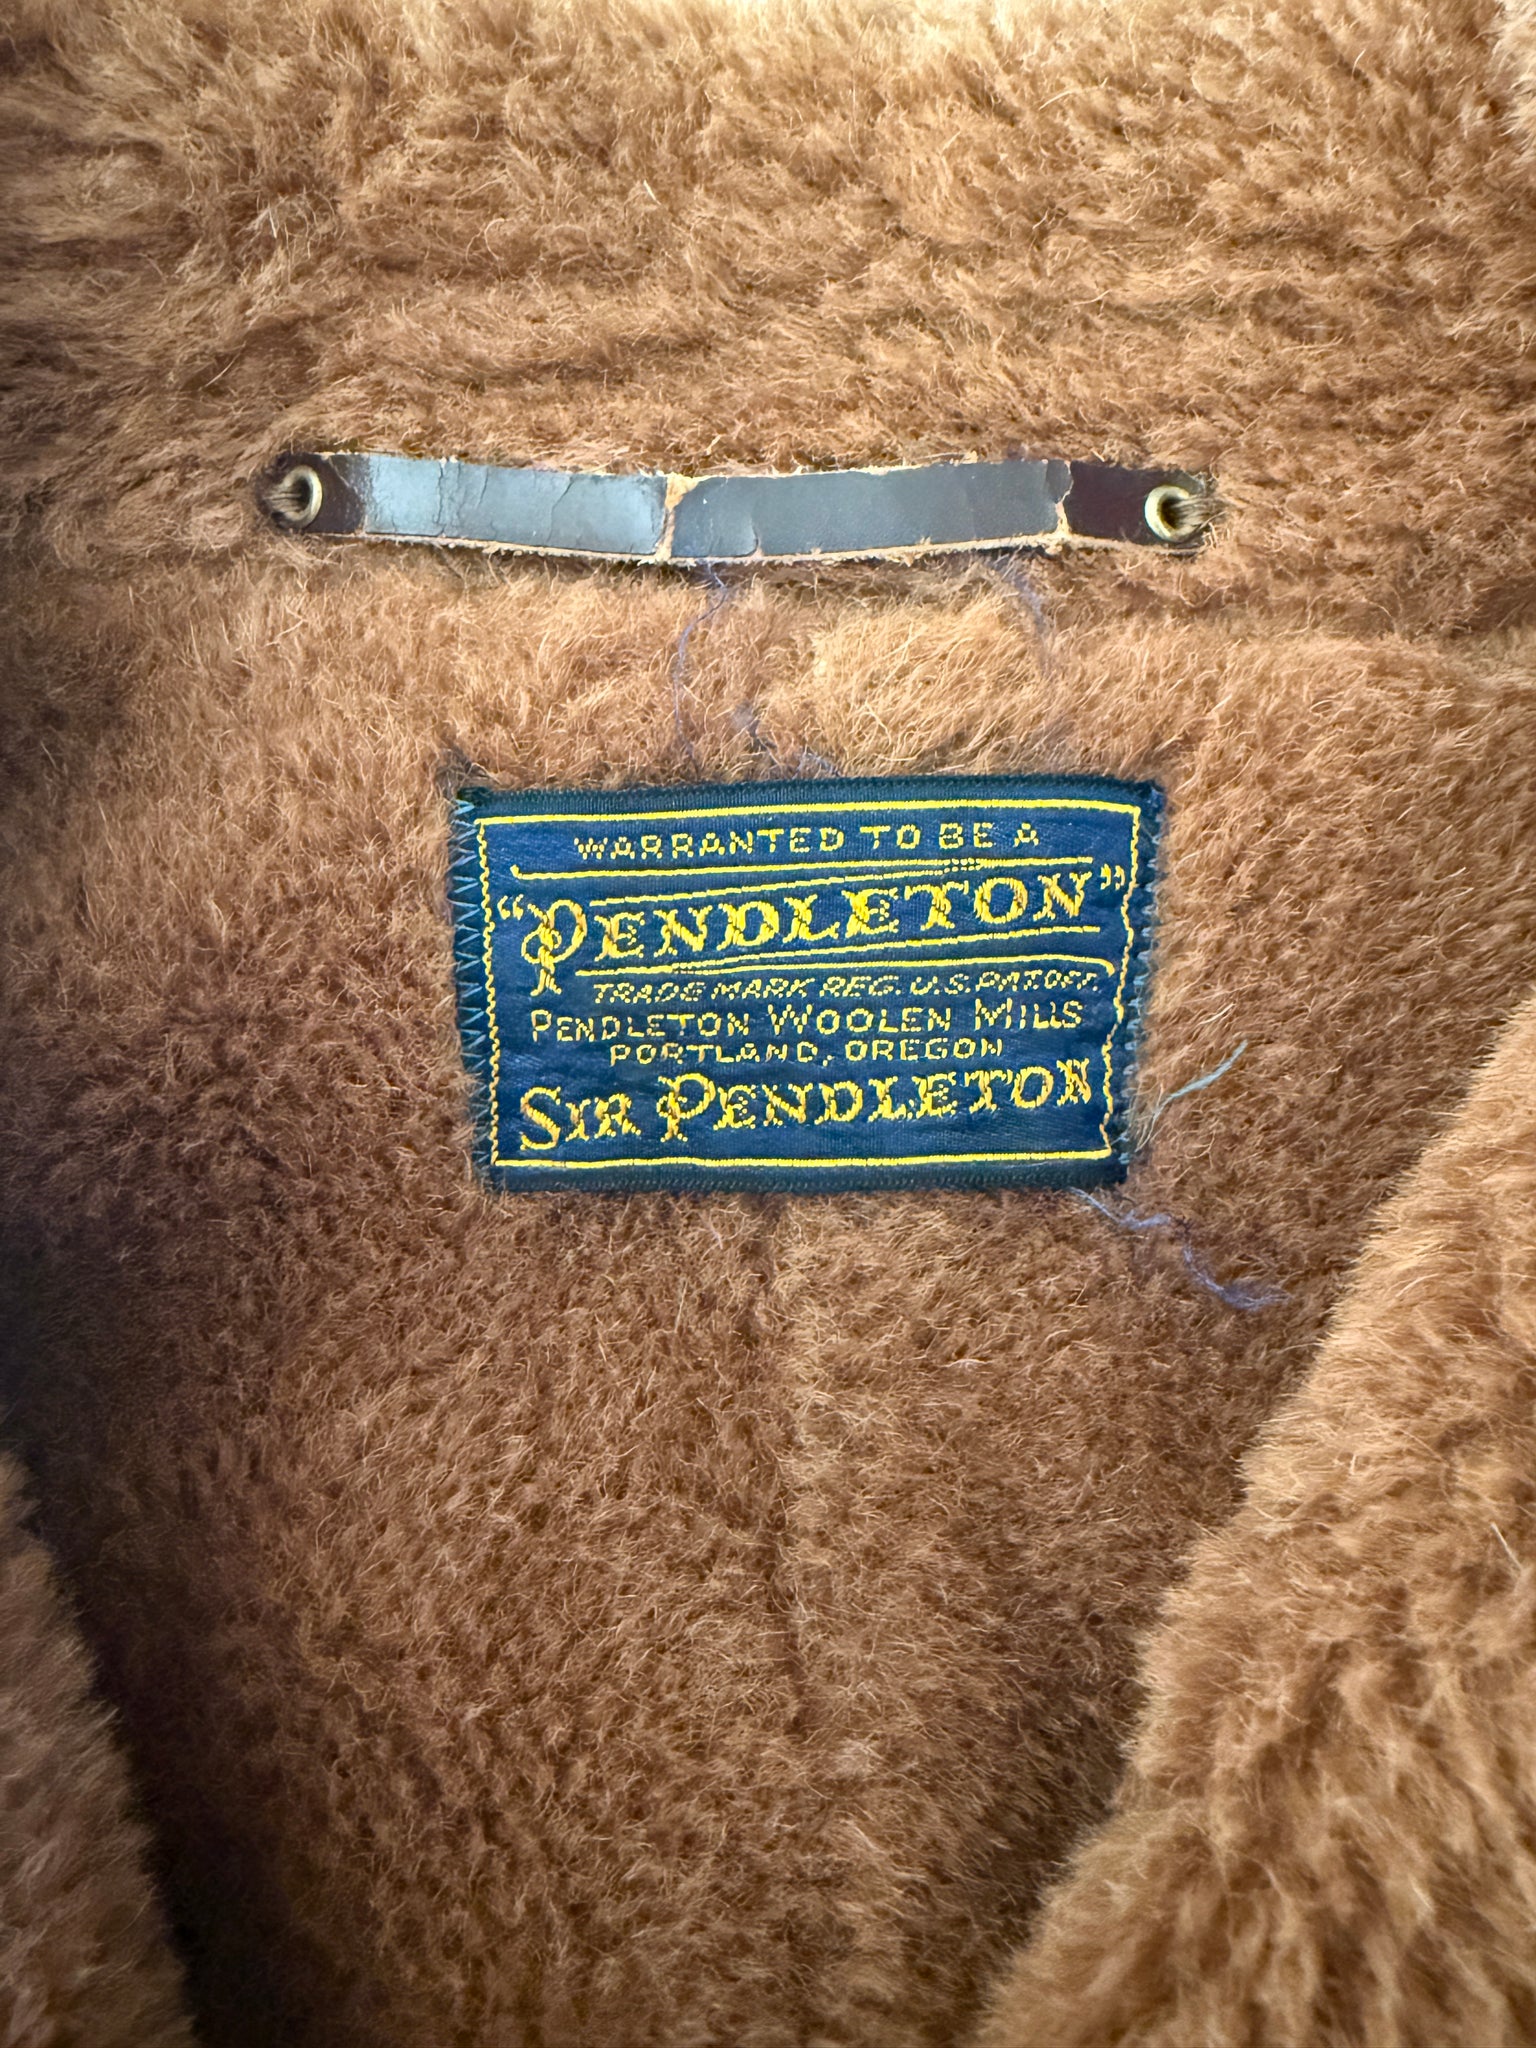 WARRANTED TO BE A
"PENDLETON"
TRADE MARK REG. U.S. PAT. OFF.
PENDLETON WOOLEN MILLS
PORTLAND, OREGON
SIR PENDLETON